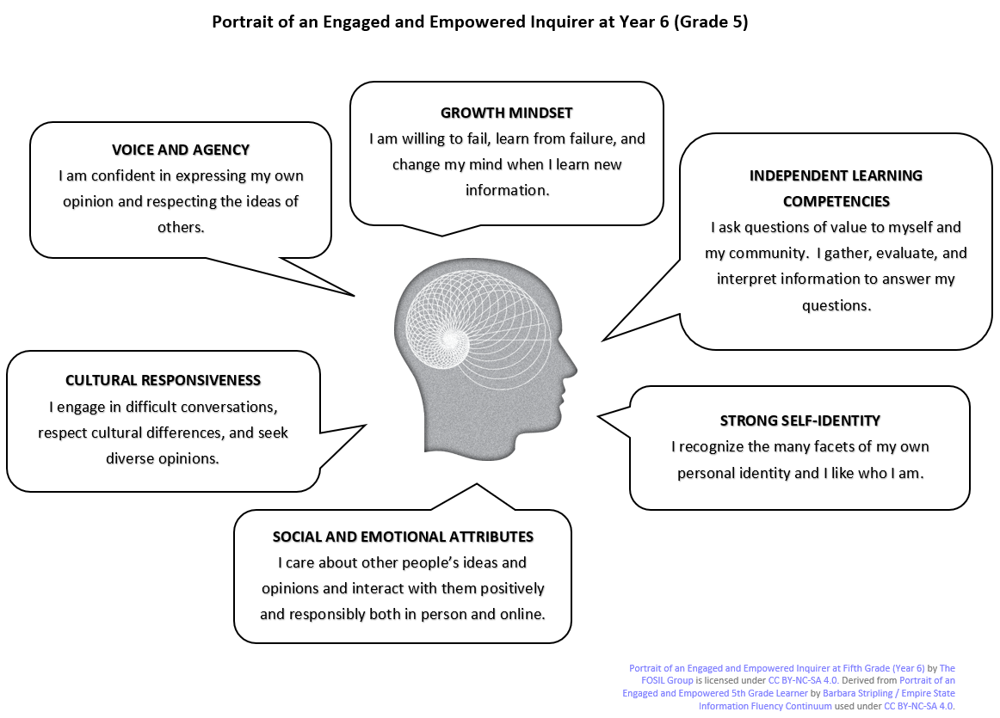 Portrait of an Engaged and Empowered Inquirer at Year 6 (Grade 5)
GROWTH MINDSET
I am willing to fail, learn from failure, and
change my mind when I learn new
information.
VOICE AND AGENCY
I am confident in expressing my own
opinion and respecting the ideas of
others.
INDEPENDENT LEARNING
COMPETENCIES
I ask questions of value to myself and
my community.  I gather, evaluate, and
interpret information to answer my
questions.
CULTURAL RESPONSIVENESS
I engage in difficult conversations,
respect cultural differences, and seek
diverse opinions.
STRONG SELF-IDENTITY
I recognize the many facets of my own
personal identity and I like who I am.
SOCIAL AND EMOTIONAL ATTRIBUTES
I care about other people’s ideas and
opinions and interact with them positively
and responsibly both in person and online.
Portrait of an Engaged and Empowered Inquirer at Fifth Grade (Year 6) by The
FOSIL Group is licensed under CC BY-NC-SA 4.0. Derived from Portrait of an
Engaged and Empowered 5th Grade Learner by Barbara Stripling / Empire State
Information Fluency Continuum used under CC BY-NC-SA 4.0.